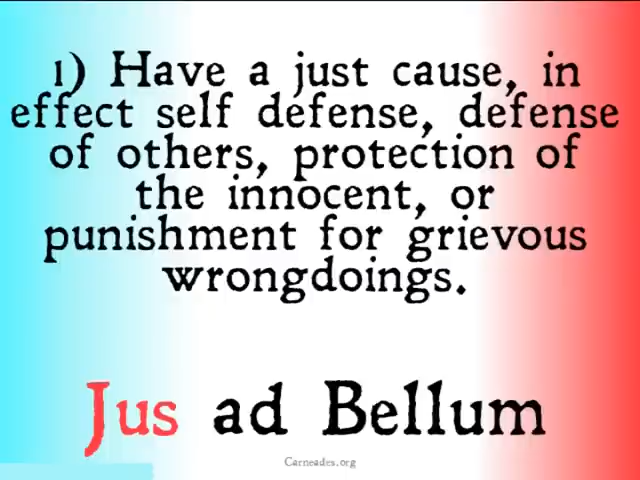 1) Have a just cause, in
effect self defense, defense
of others, protection of
the innocent, or
punishment for grievous
wrongdoings.
Jus ad Bellum
Carneades.org